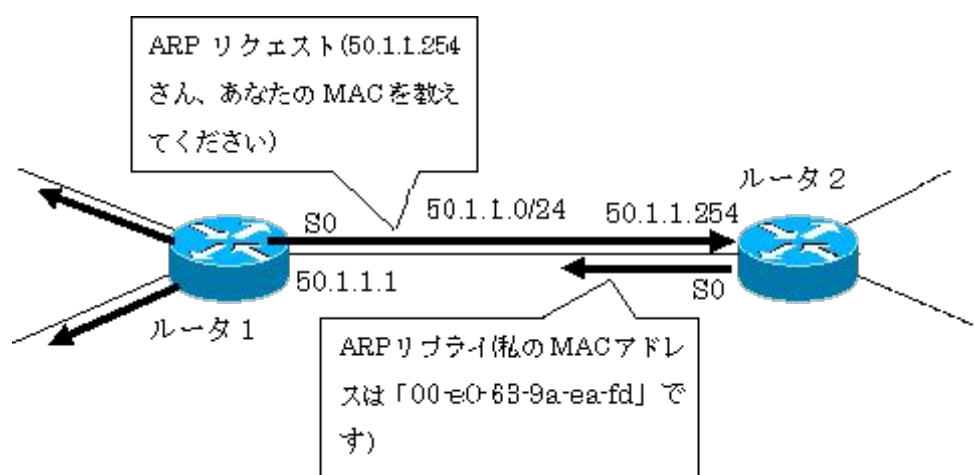 ARP リクエスト(50.1.1.254
さん、あなたの MAC を教え
てください)
ルータ２
S0
50.1.1.0/24
50.1.1.254
50.1.1.1
S0
ルータ１
ARPリプライ(私のMACアドレ
スは「00-e0-63-9a-ea-fd」で
す)